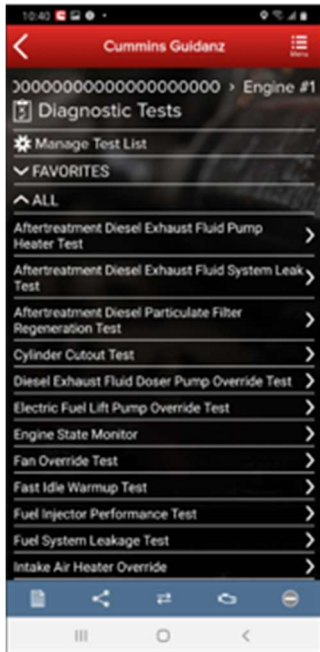 10:40
Cummins Guidanz
Menu
00000000000000000000 › Engine #1
Diagnostic Tests
Manage Test List
FAVORITES
ALL
Aftertreatment Diesel Exhaust Fluid Pump
Heater Test
Aftertreatment Diesel Exhaust Fluid System Leak
Test
Aftertreatment Diesel Particulate Filter
Regeneration Test
Cylinder Cutout Test
Diesel Exhaust Fluid Doser Pump Override Test
Electric Fuel Lift Pump Override Test
Engine State Monitor
Fan Override Test
Fast Idle Warmup Test
Fuel Injector Performance Test
Fuel System Leakage Test
Intake Air Heater Override